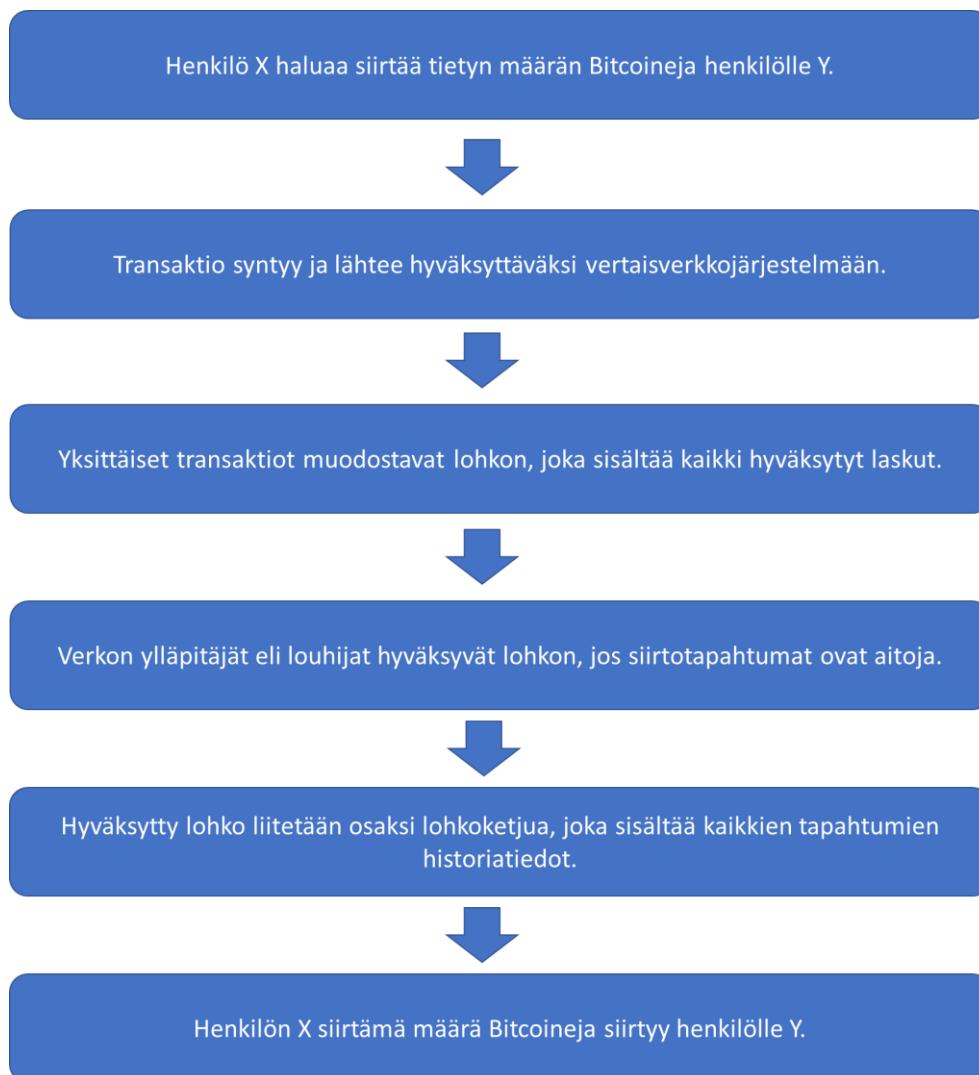 Henkilö X haluaa siirtää tietyn määrän Bitcoineja henkilölle Y.
Transaktio syntyy ja lähtee hyväksyttäväksi vertaisverkkojärjestelmään.
Yksittäiset transaktiot muodostavat lohkon, joka sisältää kaikki hyväksytyt laskut.
Verkon ylläpitäjät eli louhijat hyväksyvät lohkon, jos siirtotapahtumat ovat aitoja.
Hyväksytty lohko liitetään osaksi lohkoketjua, joka sisältää kaikkien tapahtumien
historiatiedot.
Henkilön X siirtämä määrä Bitcoineja siirtyy henkilölle Y.